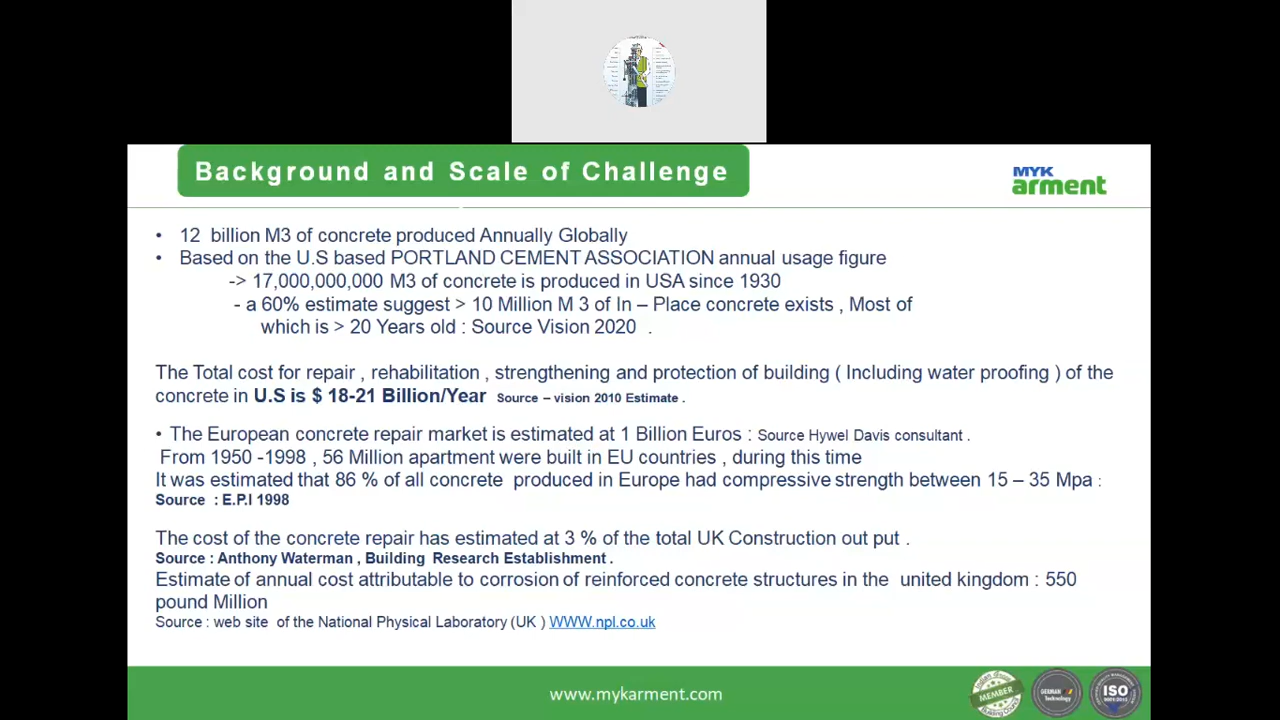 Background and Scale of Challenge
MYK
arment
• 12 billion M3 of concrete produced Annually Globally
• Based on the U.S based PORTLAND CEMENT ASSOCIATION annual usage figure
-> 17,000,000,000 M3 of concrete is produced in USA since 1930
- a 60% estimate suggest > 10 Million M 3 of In – Place concrete exists , Most of
which is > 20 Years old : Source Vision 2020 .
The Total cost for repair , rehabilitation , strengthening and protection of building ( Including water proofing ) of the
concrete in U.S is $ 18-21 Billion/Year Source – vision 2010 Estimate .
• The European concrete repair market is estimated at 1 Billion Euros : Source Hywel Davis consultant .
From 1950 -1998 , 56 Million apartment were built in EU countries , during this time
It was estimated that 86 % of all concrete produced in Europe had compressive strength between 15 – 35 Mpa :
Source : E.P.I 1998
The cost of the concrete repair has estimated at 3 % of the total UK Construction out put .
Source : Anthony Waterman , Building Research Establishment .
Estimate of annual cost attributable to corrosion of reinforced concrete structures in the united kingdom : 550
pound Million
Source : web site of the National Physical Laboratory (UK ) WWW.npl.co.uk
www.mykarment.com
MEMBER
GERMAN
Technology
ISO